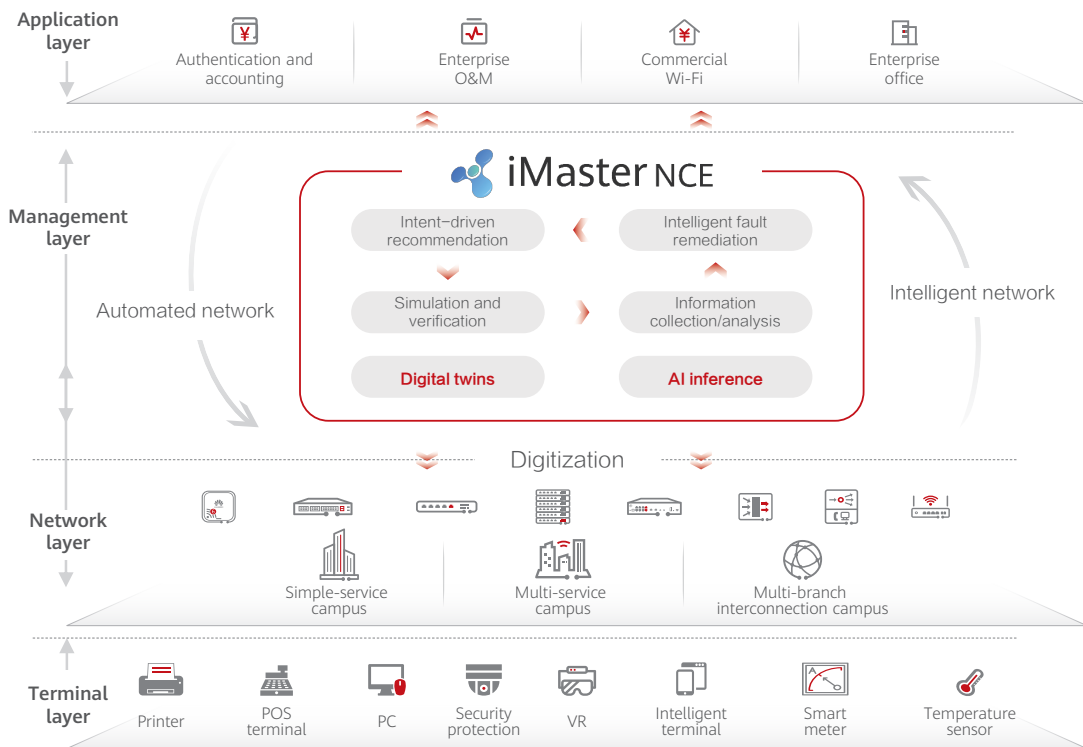 Application
layer
¥
Authentication and
accounting
Enterprise
O&M
¥
Commercial
Wi-Fi
Enterprise
office
iMaster NCE
Management
layer
Intent-driven
recommendation
Intelligent fault
remediation
Automated network
Simulation and
verification
Information
collection/analysis
Intelligent network
Digital twins
AI inference
Digitization
Network
layer
Simple-service
campus
Multi-service
campus
Multi-branch
interconnection campus
Terminal
layer
Printer
POS
terminal
PC
Security
protection
VR
Intelligent
terminal
A
Smart
meter
Temperature
sensor